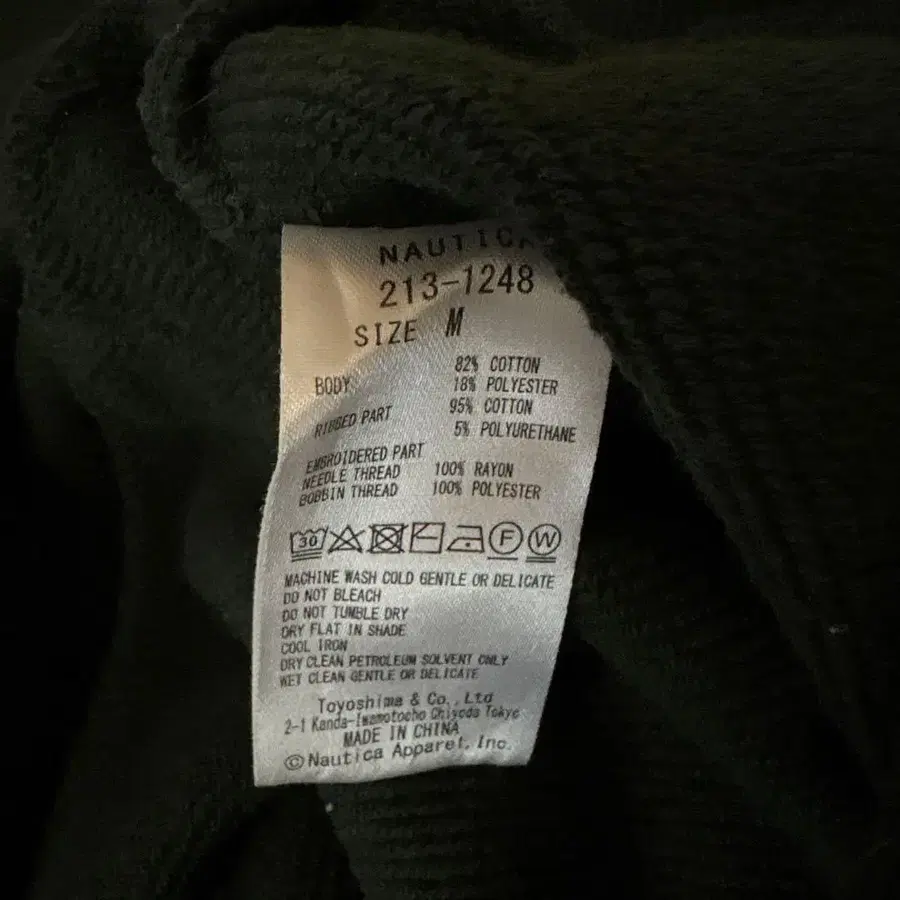 NAUTICA
213-1248
SIZE M
BODY 82% COTTON
18% POLYESTER
RIBBED PART 95% COTTON
5% POLYURETHANE
EMBROIDERED PART
NEEDLE THREAD 100% RAYON
BOBBIN THREAD 100% POLYESTER
30 F W
MACHINE WASH COLD GENTLE OR DELICATE
DO NOT BLEACH
DO NOT TUMBLE DRY
DRY FLAT IN SHADE
COOL IRON
DRY CLEAN PETROLEUM SOLVENT ONLY
WET CLEAN GENTLE OR DELICATE
Toyoshima & Co., Ltd
2-1 Kanda-Iwamotocho Chiyoda Tokyo
MADE IN CHINA
©Nautica Apparel, Inc.